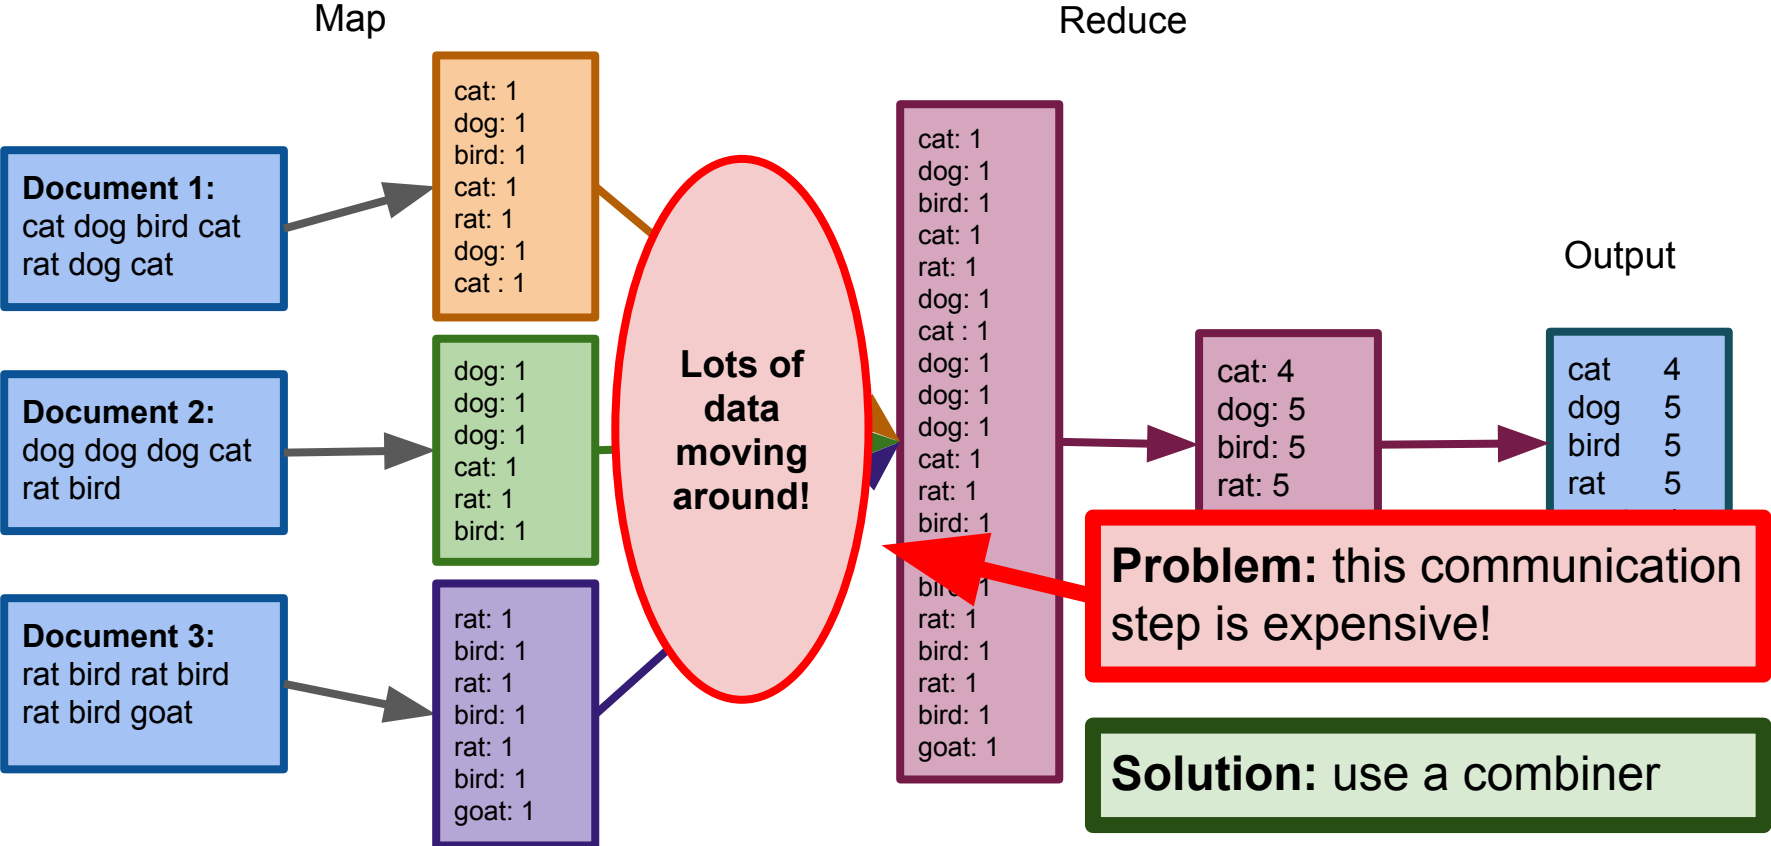 Map
Reduce
Document 1:
cat dog bird cat
rat dog cat
Document 2:
dog dog dog cat
rat bird
Document 3:
rat bird rat bird
rat bird goat
cat: 1
dog: 1
bird: 1
cat: 1
rat: 1
dog: 1
cat : 1
dog: 1
dog: 1
dog: 1
cat: 1
rat: 1
bird: 1
rat: 1
bird: 1
rat: 1
bird: 1
rat: 1
bird: 1
goat: 1
Lots of
data
moving
around!
cat: 1
dog: 1
bird: 1
cat: 1
rat: 1
dog: 1
cat : 1
dog: 1
dog: 1
dog: 1
cat: 1
rat: 1
bird: 1
bird: 1
rat: 1
bird: 1
rat: 1
bird: 1
goat: 1
cat: 4
dog: 5
bird: 5
rat: 5
Output
cat 4
dog 5
bird 5
rat 5
Problem: this communication
step is expensive!
Solution: use a combiner